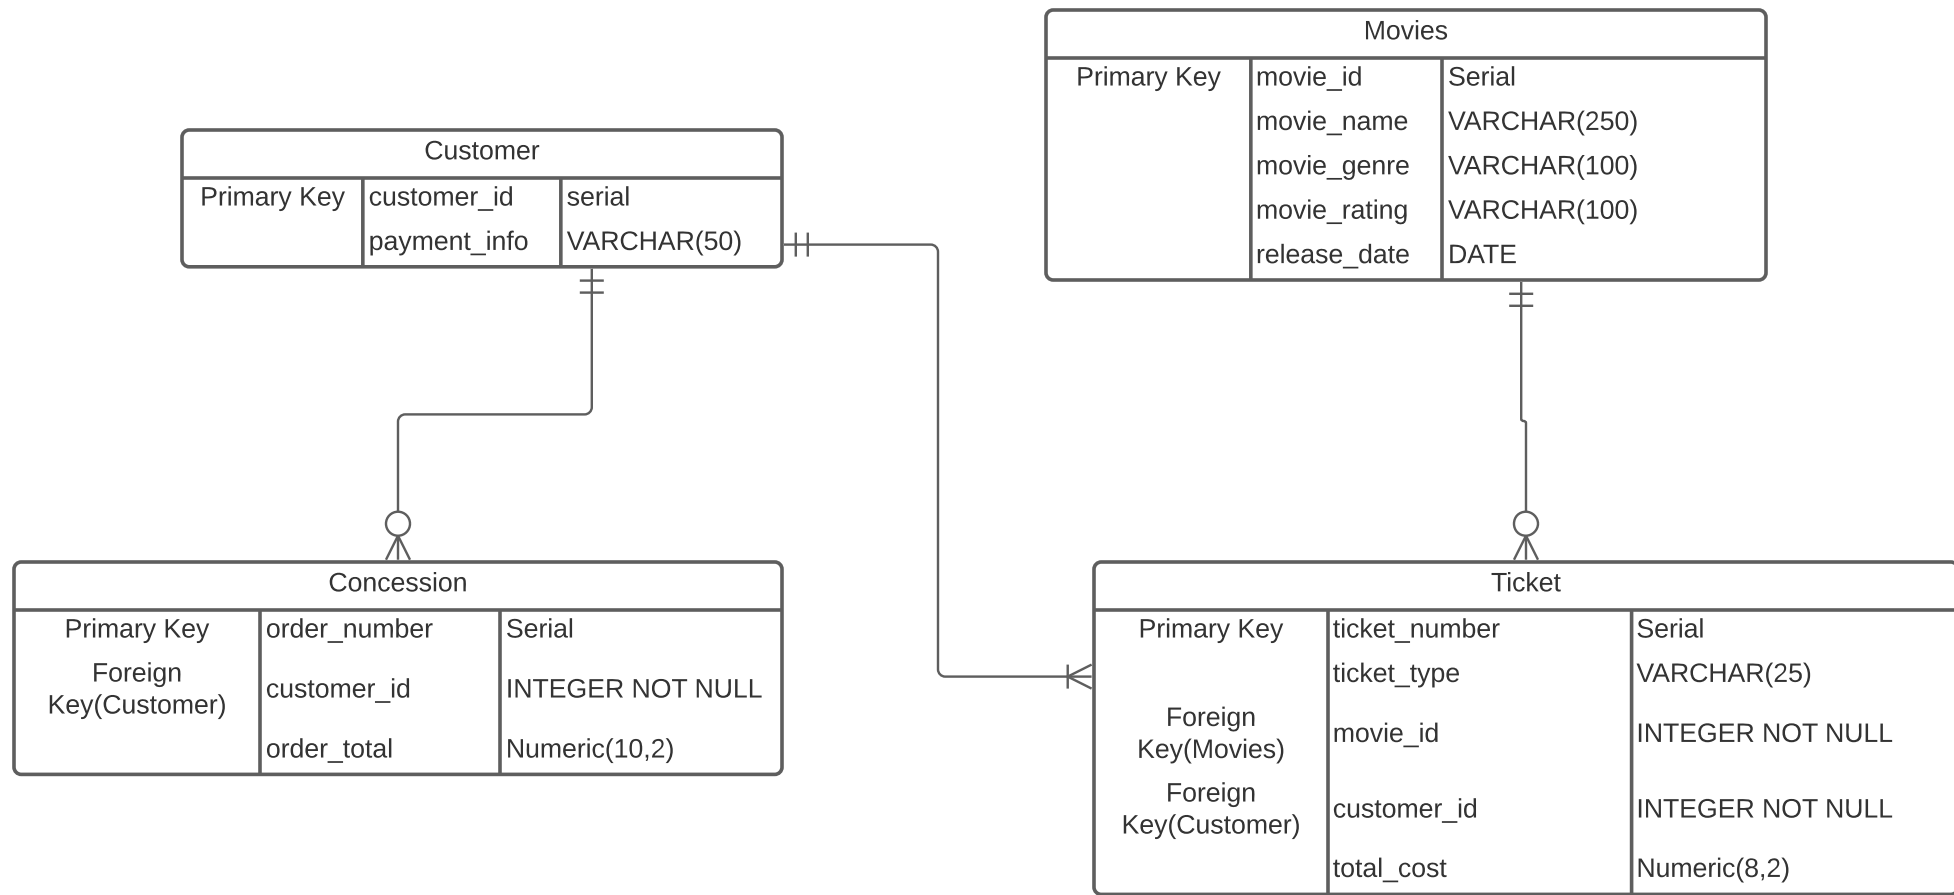 Movies
Primary Key movie_id Serial
movie_name VARCHAR(250)
movie_genre VARCHAR(100)
movie_rating VARCHAR(100)
release_date DATE
Customer
Primary Key customer_id serial
payment_info VARCHAR(50)
Concession
Primary Key order_number Serial
Foreign
Key(Customer) customer_id INTEGER NOT NULL
order_total Numeric(10,2)
Ticket
Primary Key ticket_number Serial
ticket_type VARCHAR(25)
Foreign
Key(Movies) movie_id INTEGER NOT NULL
Foreign
Key(Customer) customer_id INTEGER NOT NULL
total_cost Numeric(8,2)